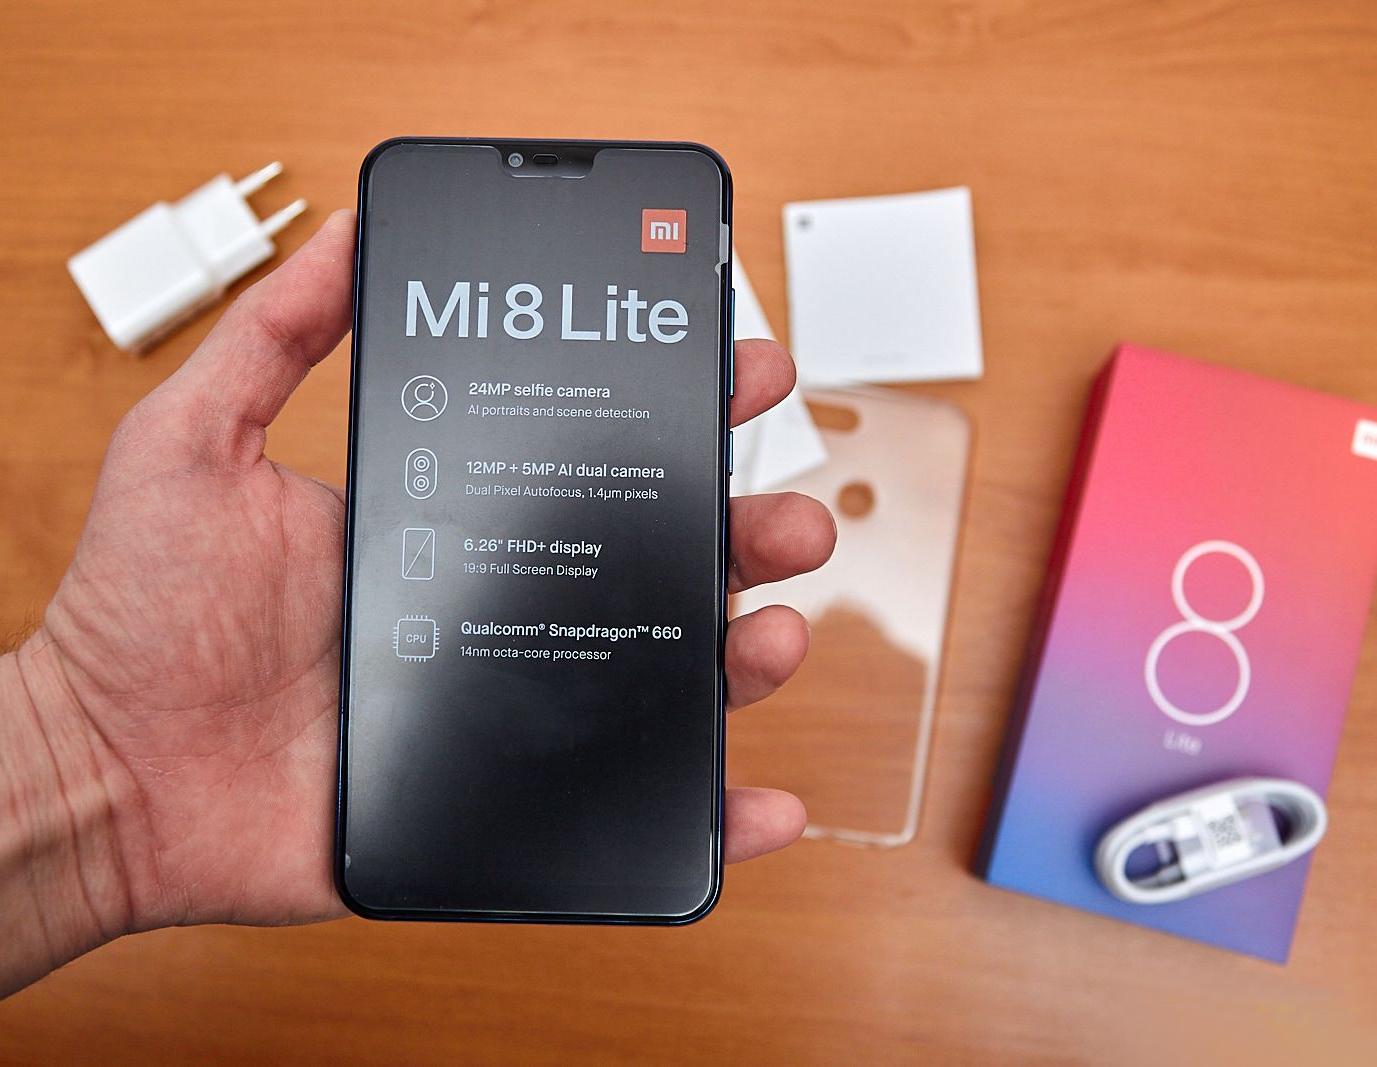 mi
Mi 8 Lite
24MP selfie camera
AI portraits and scene detection
12MP + 5MP AI dual camera
Dual Pixel Autofocus, 1.4µm pixels
6.26" FHD+ display
19:9 Full Screen Display
CPU
Qualcomm® Snapdragon™ 660
14nm octa-core processor
8
Lite